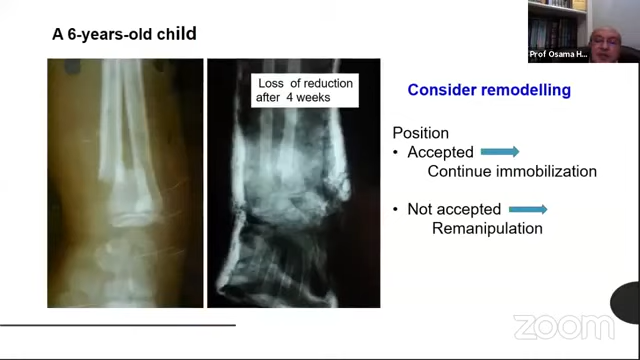 A 6-years-old child
Prof Osama H...
Loss of reduction
after 4 weeks
Consider remodelling
Position
• Accepted
Continue immobilization
• Not accepted
Remanipulation
zoom